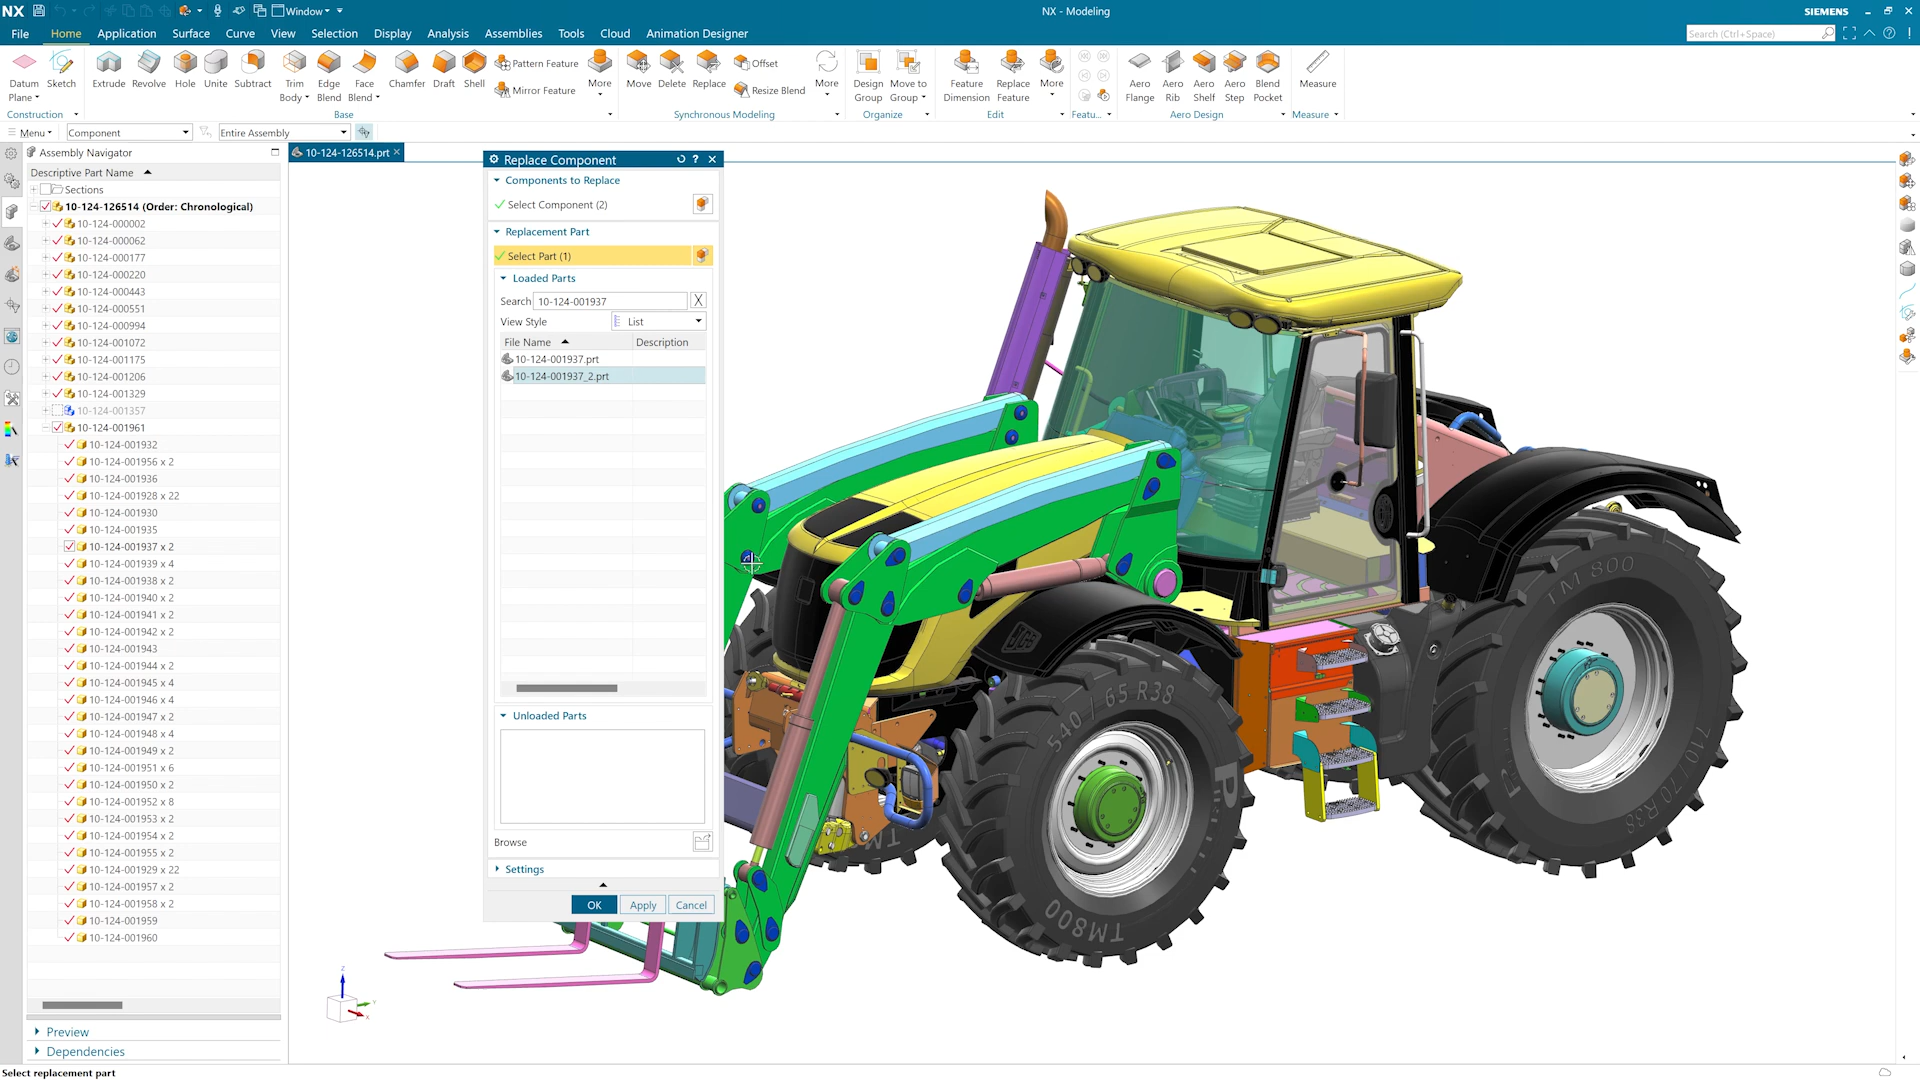 NX
Window
NX - Modeling
SIEMENS
File
Home
Application
Surface
Curve
View
Selection
Display
Analysis
Assemblies
Tools
Cloud
Animation Designer
Search (Ctrl+Space)
Datum Plane
Sketch
Extrude
Revolve
Hole
Unite
Subtract
Trim Body
Edge Blend
Face Blend
Chamfer
Draft
Shell
Pattern Feature
Mirror Feature
More
Move
Delete
Replace
Offset
Resize Blend
More
Design Group
Move to Group
Feature Dimension
Replace Feature
More
Aero Flange
Aero Rib
Aero Shelf
Aero Step
Blend Pocket
Measure
Construction
Base
Synchronous Modeling
Organize
Edit
Featu...
Aero Design
Measure
Menu
Component
Entire Assembly
Assembly Navigator
Descriptive Part Name
Sections
10-124-126514 (Order: Chronological)
10-124-000002
10-124-000062
10-124-000177
10-124-000220
10-124-000443
10-124-000551
10-124-000994
10-124-001072
10-124-001175
10-124-001206
10-124-001329
10-124-001357
10-124-001961
10-124-001932
10-124-001956 x 2
10-124-001936
10-124-001928 x 22
10-124-001930
10-124-001935
10-124-001937 x 2
10-124-001939 x 4
10-124-001938 x 2
10-124-001940 x 2
10-124-001941 x 2
10-124-001942 x 2
10-124-001943
10-124-001944 x 2
10-124-001945 x 4
10-124-001946 x 4
10-124-001947 x 2
10-124-001948 x 4
10-124-001949 x 2
10-124-001951 x 6
10-124-001950 x 2
10-124-001952 x 8
10-124-001953 x 2
10-124-001954 x 2
10-124-001955 x 2
10-124-001929 x 22
10-124-001957 x 2
10-124-001958 x 2
10-124-001959
10-124-001960
Preview
Dependencies
Select replacement part
10-124-126514.prt
Replace Component
Components to Replace
Select Component (2)
Replacement Part
Select Part (1)
Loaded Parts
Search 10-124-001937
X
View Style List
File Name Description
10-124-001937.prt
10-124-001937_2.prt
Unloaded Parts
Browse
Settings
OK
Apply
Cancel
TM 800
540 / 65 R38
TM800
710 / 70 R38
TM
JCB
Z
Y
X